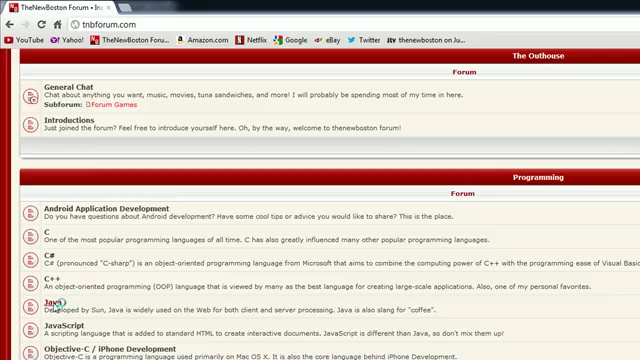 TheNewBoston Forum • Inc
tnbforum.com
YouTube Yahoo! TheNewBoston Foru... Amazon.com Netflix Google eBay Twitter thenewboston on Ju...
The Outhouse
Forum
General Chat
Chat about anything you want, music, movies, tuna sandwiches, and more! I will probably be spending most of my time in here.
Subforum: Forum Games
Introductions
Just joined the forum? Feel free to introduce yourself here. Oh, by the way, welcome to thenewboston forum!
Programming
Forum
Android Application Development
Do you have questions about Android development? Have some cool tips or advice you would like to share? This is the place.
C
One of the most popular programming languages of all time. C has also greatly influenced many other popular programming languages.
C#
C# (pronounced "C-sharp") is an object-oriented programming language from Microsoft that aims to combine the computing power of C++ with the programming ease of Visual Basic
C++
An object-oriented programming (OOP) language that is viewed by many as the best language for creating large-scale applications. Also, one of my personal favorites.
Java
Developed by Sun, Java is widely used on the Web for both client and server processing. Java is also slang for "coffee".
JavaScript
A scripting language that is added to standard HTML to create interactive documents. JavaScript is different than Java, so don't mix them up!
Objective-C / iPhone Development
Objective-C is a programming language used primarily on Mac OS X. It is also the core language behind iPhone Development.